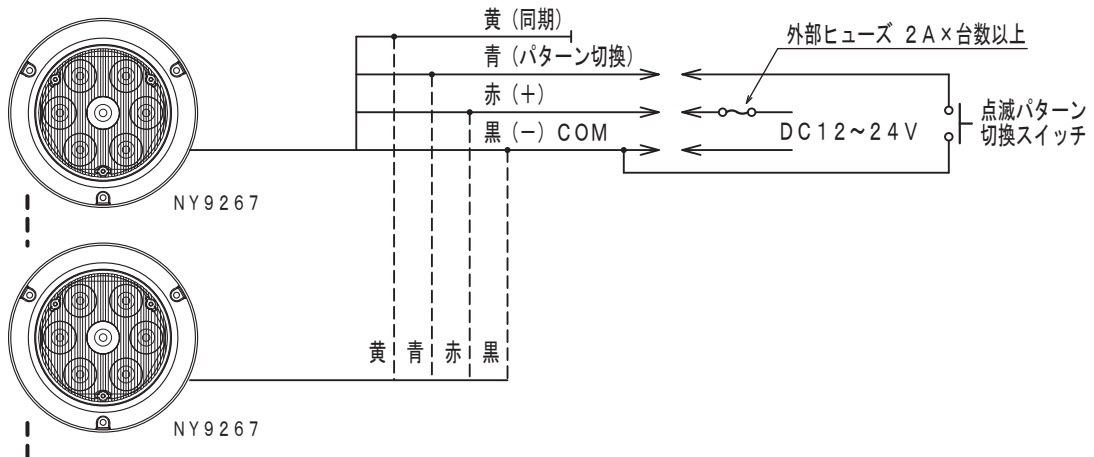 黄（同期）
外部ヒューズ ２Ａ×台数以上
青（パターン切換）
赤（＋）
点滅パターン
切換スイッチ
黒（－）ＣＯＭ
ＤＣ１２～２４Ｖ
ＮＹ９２６７
黄 青 赤 黒
ＮＹ９２６７